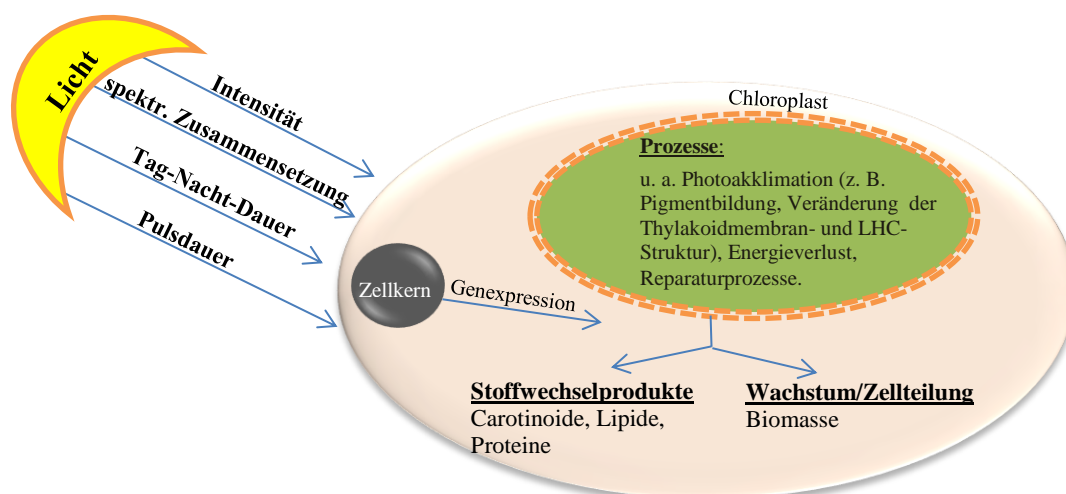 Licht
Intensität
spektr. Zusammensetzung
Tag-Nacht-Dauer
Pulsdauer
Chloroplast
Prozesse:
u. a. Photoakklimation (z. B.
Pigmentbildung, Veränderung der
Thylakoidmembran- und LHC-
Struktur), Energieverlust,
Reparaturprozesse.
Zellkern
Genexpression
Stoffwechselprodukte
Carotinoide, Lipide,
Proteine
Wachstum/Zellteilung
Biomasse